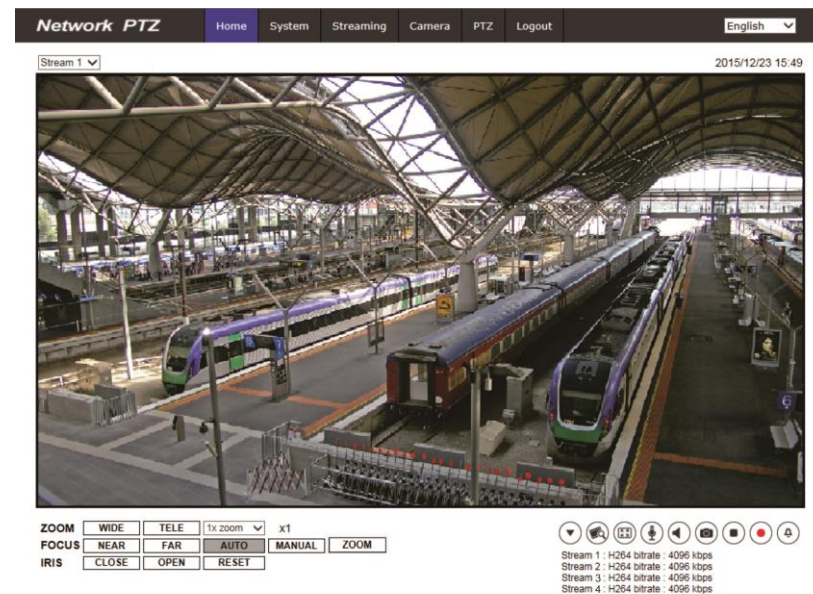 Network PTZ Home System Streaming Camera PTZ Logout English
Stream 1 2015/12/23 15:49
6
ZOOM WIDE TELE 1x zoom x1
FOCUS NEAR FAR AUTO MANUAL ZOOM
IRIS CLOSE OPEN RESET
Stream 1 : H264 bitrate : 4096 kbps
Stream 2 : H264 bitrate : 4096 kbps
Stream 3 : H264 bitrate : 4096 kbps
Stream 4 : H264 bitrate : 4096 kbps